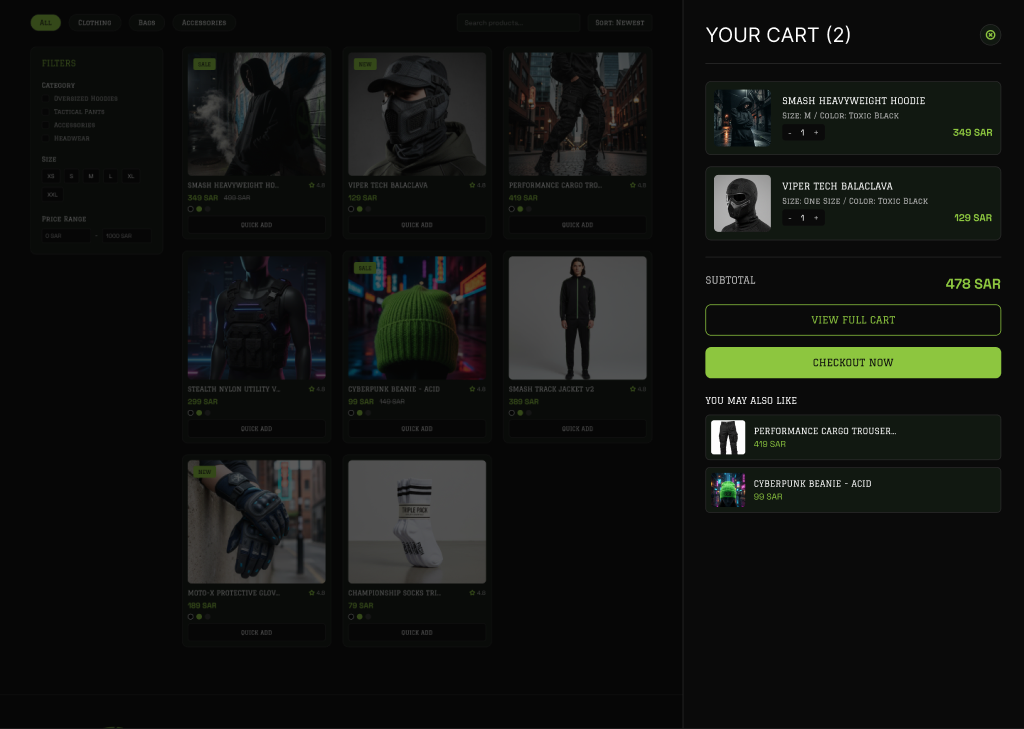 ALL
CLOTHING
BAGS
ACCESSORIES
Search products...
SORT: NEWEST
FILTERS
CATEGORY
OVERSIZED HOODIES
TACTICAL PANTS
ACCESSORIES
HEADWEAR
SIZE
XS S M L XL
XXL
PRICE RANGE
0 SAR - 1000 SAR
SALE
SMASH HEAVYWEIGHT HO... 4.8
349 SAR 499 SAR
QUICK ADD
NEW
VIPER TECH BALACLAVA 4.8
129 SAR
QUICK ADD
PERFORMANCE CARGO TRO... 4.8
419 SAR
QUICK ADD
STEALTH NYLON UTILITY V... 4.8
299 SAR
QUICK ADD
SALE
CYBERPUNK BEANIE - ACID 4.8
99 SAR 149 SAR
QUICK ADD
SMASH TRACK JACKET V2 4.8
389 SAR
QUICK ADD
NEW
MOTO-X PROTECTIVE GLOV... 4.8
189 SAR
QUICK ADD
TRIPLE PACK
CHAMPIONSHIP SOCKS TRI... 4.8
79 SAR
QUICK ADD
YOUR CART (2)
SMASH HEAVYWEIGHT HOODIE
SIZE: M / COLOR: TOXIC BLACK
- 1 +
349 SAR
VIPER TECH BALACLAVA
SIZE: ONE SIZE / COLOR: TOXIC BLACK
- 1 +
129 SAR
SUBTOTAL
478 SAR
VIEW FULL CART
CHECKOUT NOW
YOU MAY ALSO LIKE
PERFORMANCE CARGO TROUSER...
419 SAR
CYBERPUNK BEANIE - ACID
99 SAR